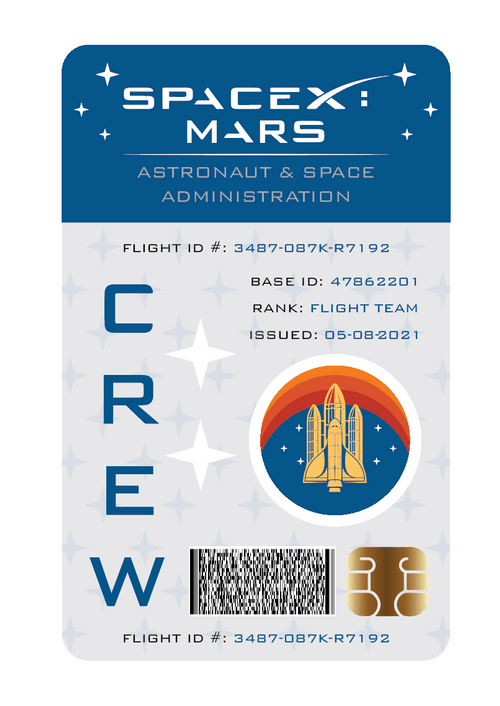 SPACEX:
MARS
ASTRONAUT & SPACE
ADMINISTRATION
FLIGHT ID #: 3487-087K-R7192
BASE ID: 47862201
RANK: FLIGHT TEAM
ISSUED: 05-08-2021
C
R
E
W
FLIGHT ID #: 3487-087K-R7192